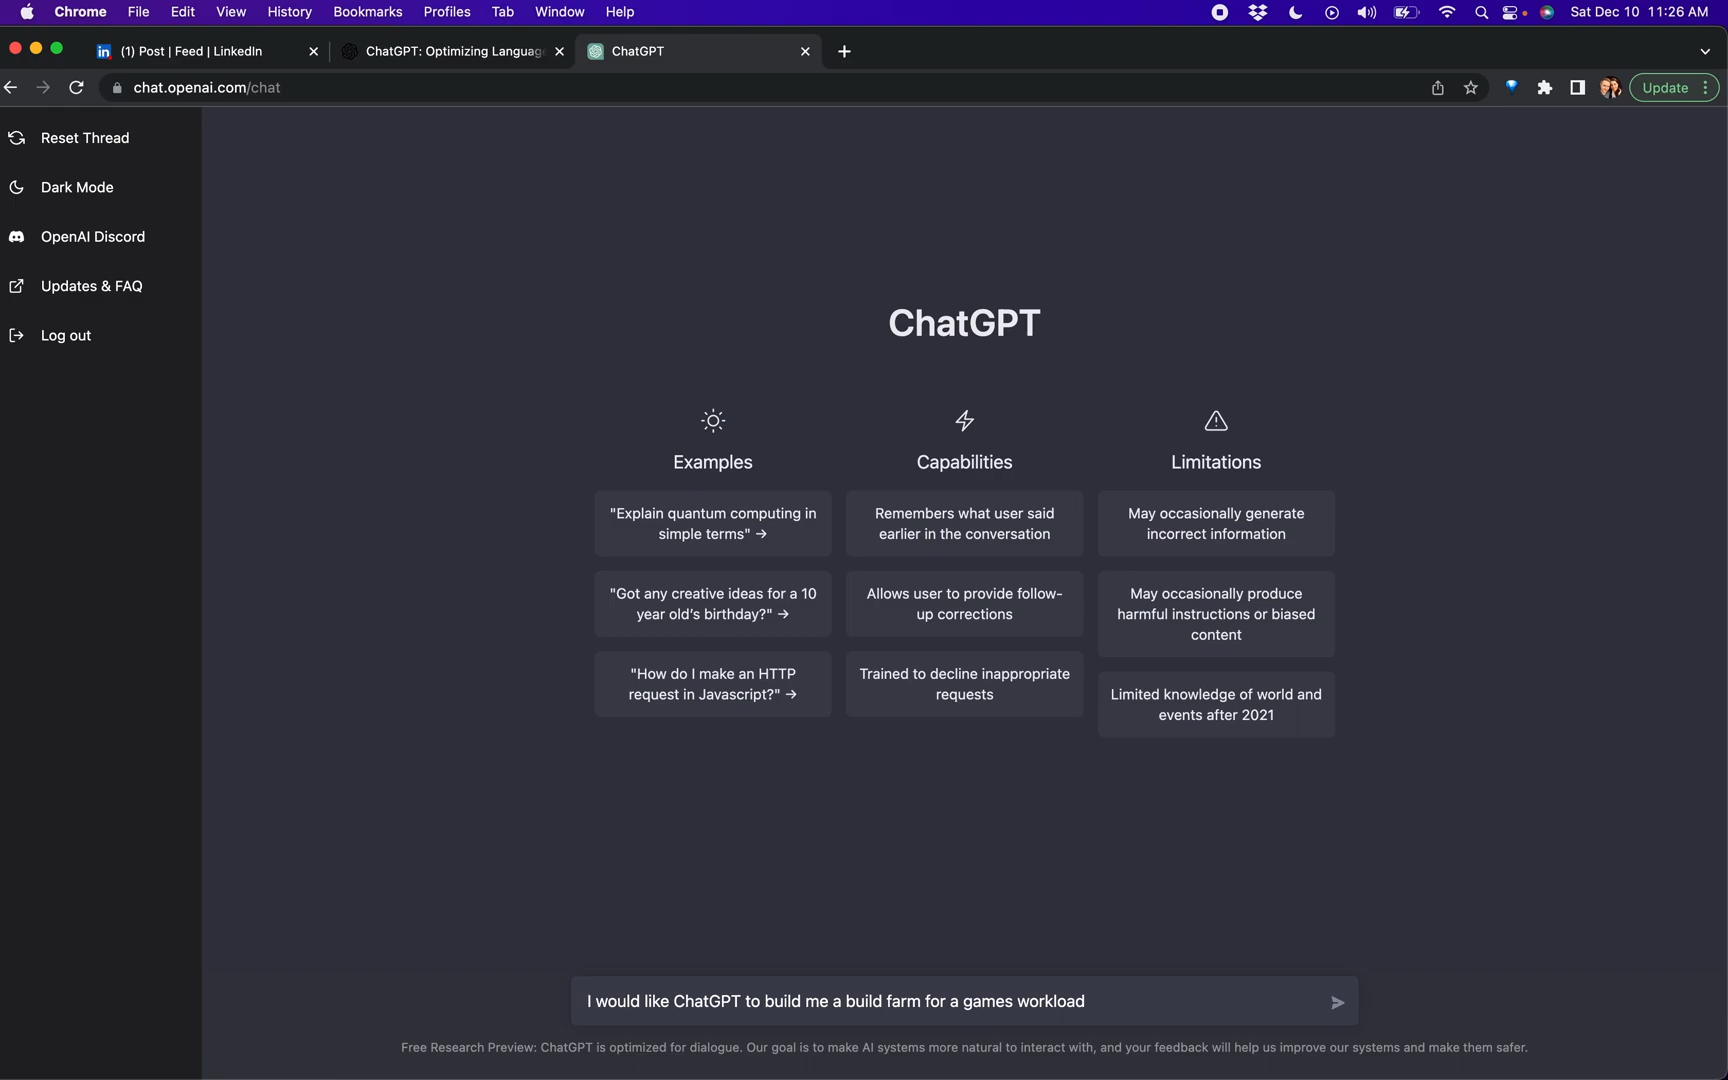 Chrome File Edit View History Bookmarks Profiles Tab Window Help Sat Dec 10 11:26 AM
(1) Post | Feed | LinkedIn ChatGPT: Optimizing Languag ChatGPT
chat.openai.com/chat Update
Reset Thread
Dark Mode
OpenAI Discord
Updates & FAQ
Log out
ChatGPT
Examples
"Explain quantum computing in
simple terms" →
"Got any creative ideas for a 10
year old's birthday?" →
"How do I make an HTTP
request in Javascript?" →
Capabilities
Remembers what user said
earlier in the conversation
Allows user to provide follow-
up corrections
Trained to decline inappropriate
requests
Limitations
May occasionally generate
incorrect information
May occasionally produce
harmful instructions or biased
content
Limited knowledge of world and
events after 2021
I would like ChatGPT to build me a build farm for a games workload
Free Research Preview: ChatGPT is optimized for dialogue. Our goal is to make AI systems more natural to interact with, and your feedback will help us improve our systems and make them safer.